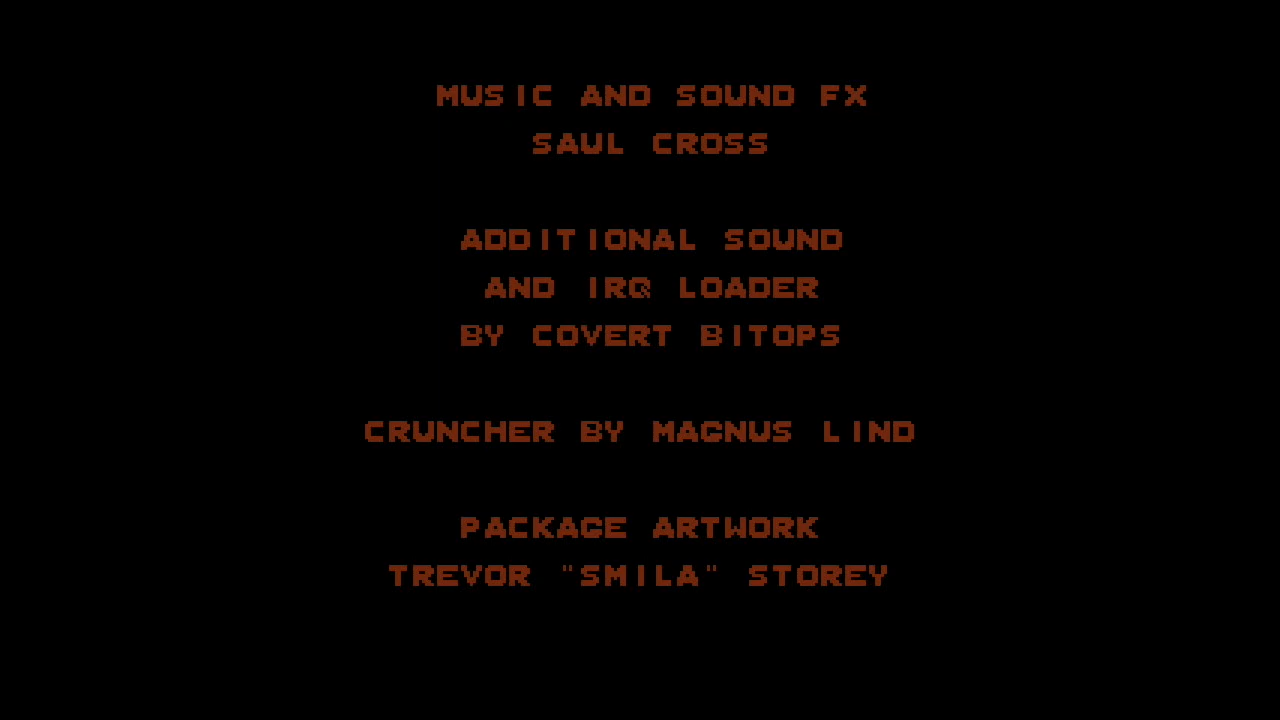 MUSIC AND SOUND FX
SAUL CROSS
ADDITIONAL SOUND
AND IRQ LOADER
BY COVERT BITOPS
CRUNCHER BY MAGNUS LIND
PACKAGE ARTWORK
TREVOR "SMILA" STOREY